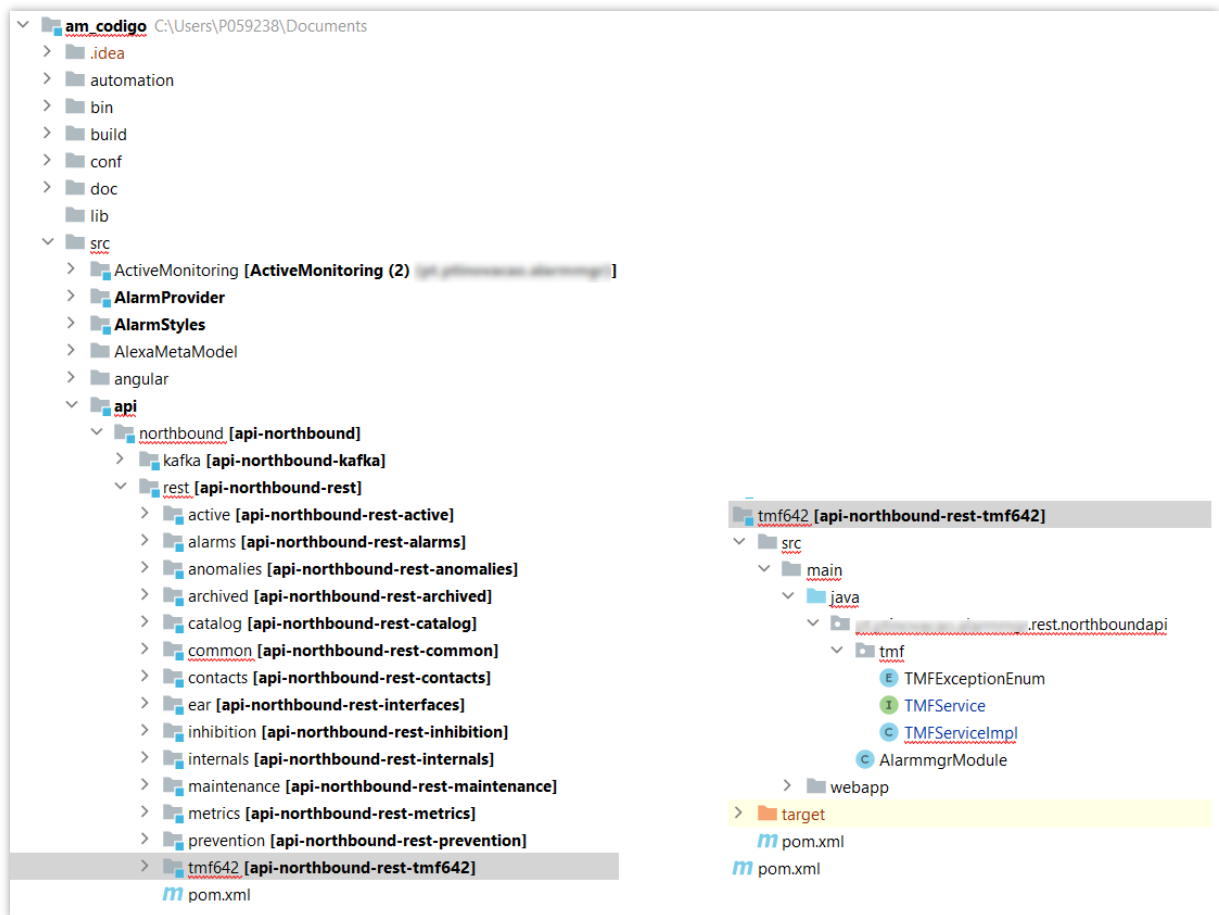 am_codigo C:\Users\P059238\Documents
.idea
automation
bin
build
conf
doc
lib
src
ActiveMonitoring [ActiveMonitoring (2) ]
AlarmProvider
AlarmStyles
AlexaMetaModel
angular
api
northbound [api-northbound]
kafka [api-northbound-kafka]
rest [api-northbound-rest]
active [api-northbound-rest-active]
alarms [api-northbound-rest-alarms]
anomalies [api-northbound-rest-anomalies]
archived [api-northbound-rest-archived]
catalog [api-northbound-rest-catalog]
common [api-northbound-rest-common]
contacts [api-northbound-rest-contacts]
ear [api-northbound-rest-interfaces]
inhibition [api-northbound-rest-inhibition]
internals [api-northbound-rest-internals]
maintenance [api-northbound-rest-maintenance]
metrics [api-northbound-rest-metrics]
prevention [api-northbound-rest-prevention]
tmf642 [api-northbound-rest-tmf642]
m pom.xml
tmf642 [api-northbound-rest-tmf642]
src
main
java
.rest.northboundapi
tmf
E TMFExceptionEnum
I TMFService
C TMFServiceImpl
C AlarmmgrModule
webapp
target
m pom.xml
m pom.xml